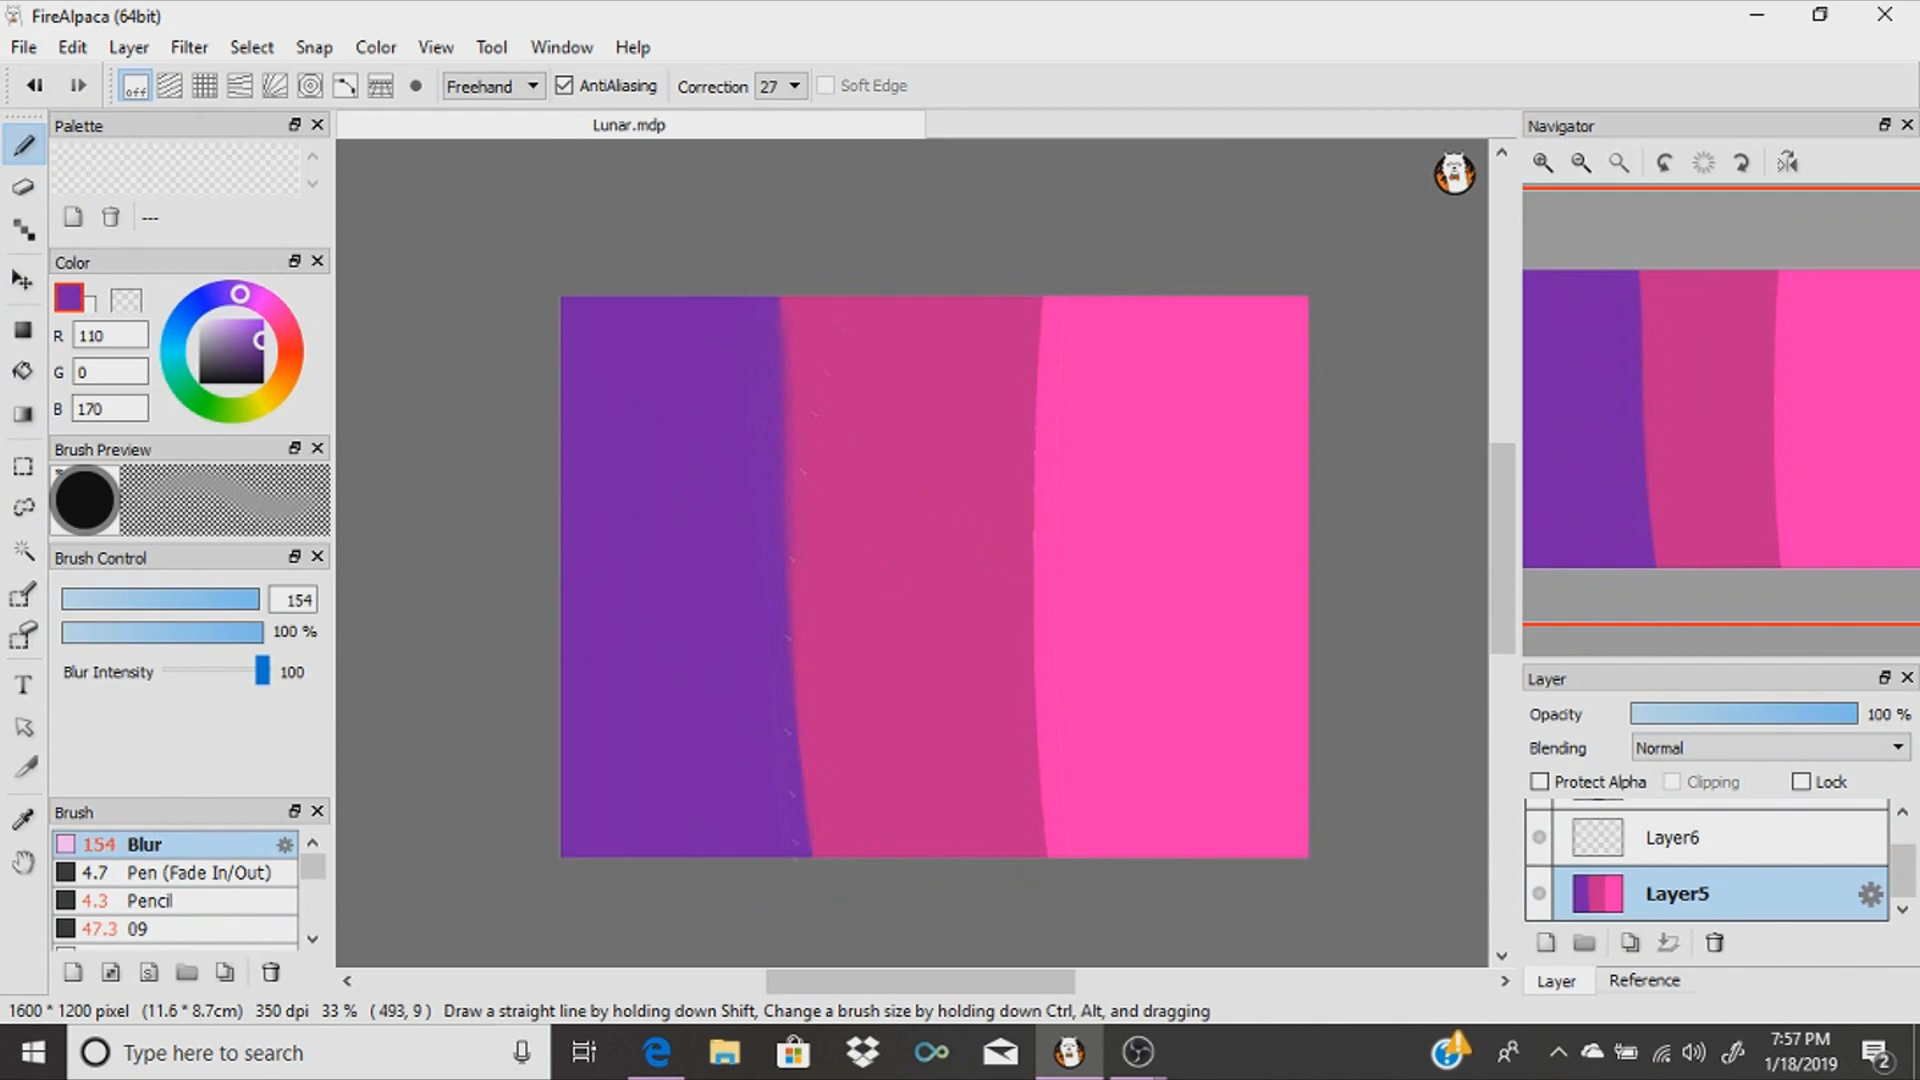 FireAlpaca (64bit)
File Edit Layer Filter Select Snap Color View Tool Window Help
off Freehand AntiAliasing Correction 27 Soft Edge
Palette
Lunar.mdp
Navigator
---
Color
R 110
G 0
B 170
Brush Preview
Brush Control
154
100 %
Blur Intensity 100
Layer
Opacity 100 %
Blending Normal
Protect Alpha Clipping Lock
Layer6
Layer5
Brush
154 Blur
4.7 Pen (Fade In/Out)
4.3 Pencil
47.3 09
Layer Reference
1600 * 1200 pixel (11.6 * 8.7cm) 350 dpi 33 % ( 493, 9 ) Draw a straight line by holding down Shift, Change a brush size by holding down Ctrl, Alt, and dragging
Type here to search
7:57 PM
1/18/2019
2